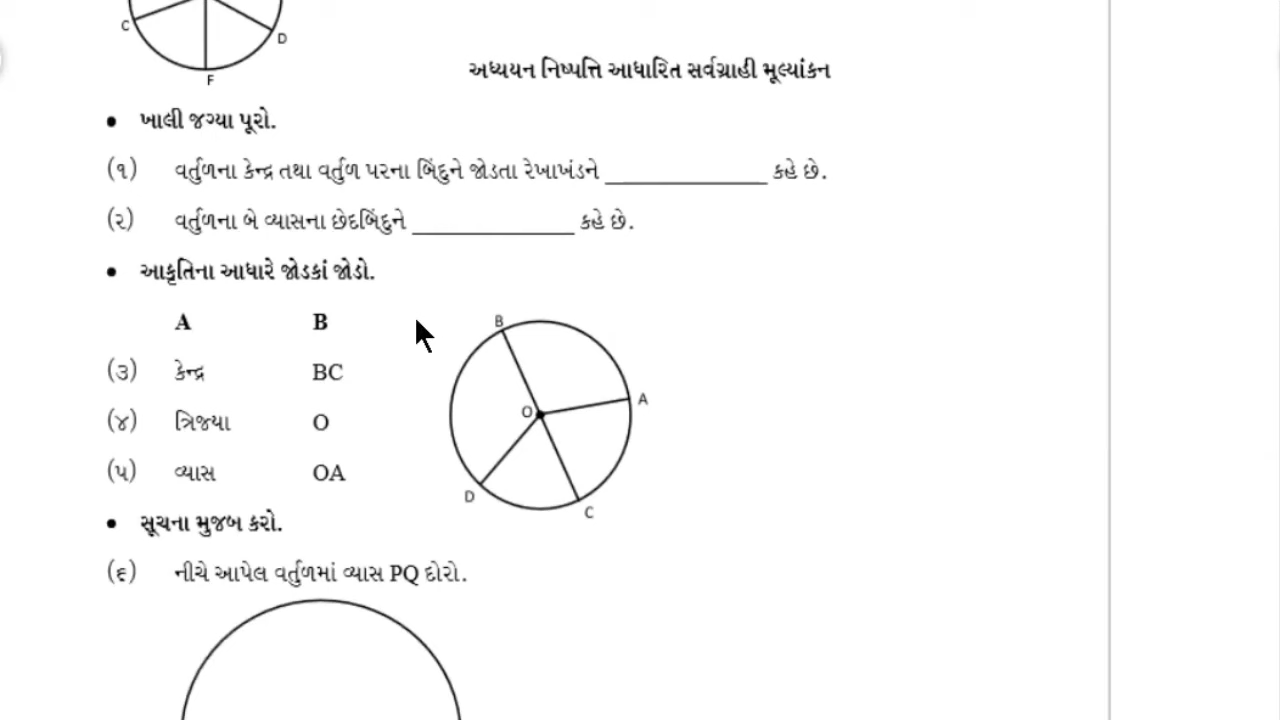 C
D
F
અધ્યયન નિષ્પત્તિ આધારિત સર્વગ્રાહી મૂલ્યાંકન
• ખાલી જગ્યા પૂરો.
(૧) વર્તુળના કેન્દ્ર તથા વર્તુળ પરના બિંદુને જોડતા રેખાખંડને _______________ કહે છે.
(૨) વર્તુળના બે વ્યાસના છેદબિંદુને _______________ કહે છે.
• આકૃતિના આધારે જોડકાં જોડો.
A B
(૩) કેન્દ્ર BC
(૪) ત્રિજ્યા O
(૫) વ્યાસ OA
B
A
O
D
C
• સૂચના મુજબ કરો.
(૬) નીચે આપેલ વર્તુળમાં વ્યાસ PQ દોરો.